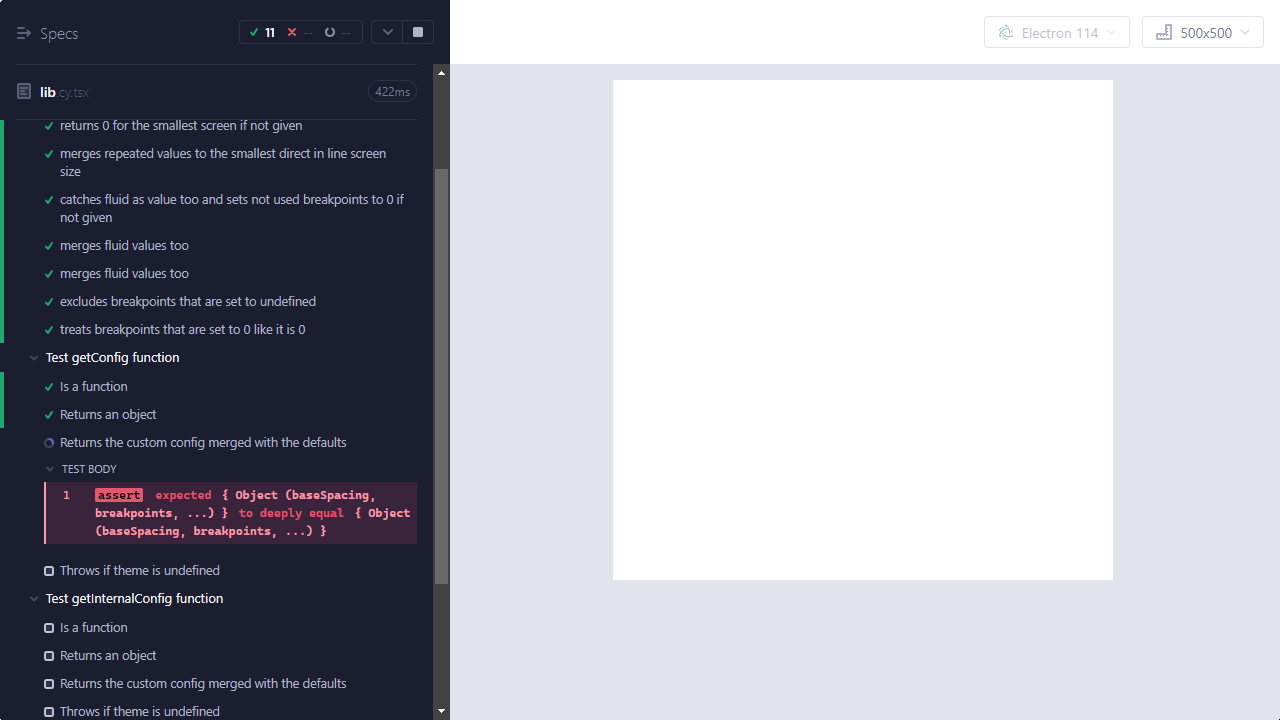 Specs
11
--
--
Electron 114
500x500
lib.cy.tsx
422ms
returns 0 for the smallest screen if not given
merges repeated values to the smallest direct in line screen
size
catches fluid as value too and sets not used breakpoints to 0 if
not given
merges fluid values too
merges fluid values too
excludes breakpoints that are set to undefined
treats breakpoints that are set to 0 like it is 0
Test getConfig function
Is a function
Returns an object
Returns the custom config merged with the defaults
TEST BODY
1 assert expected { Object (baseSpacing,
breakpoints, ...) } to deeply equal { Object
(baseSpacing, breakpoints, ...) }
Throws if theme is undefined
Test getInternalConfig function
Is a function
Returns an object
Returns the custom config merged with the defaults
Throws if theme is undefined